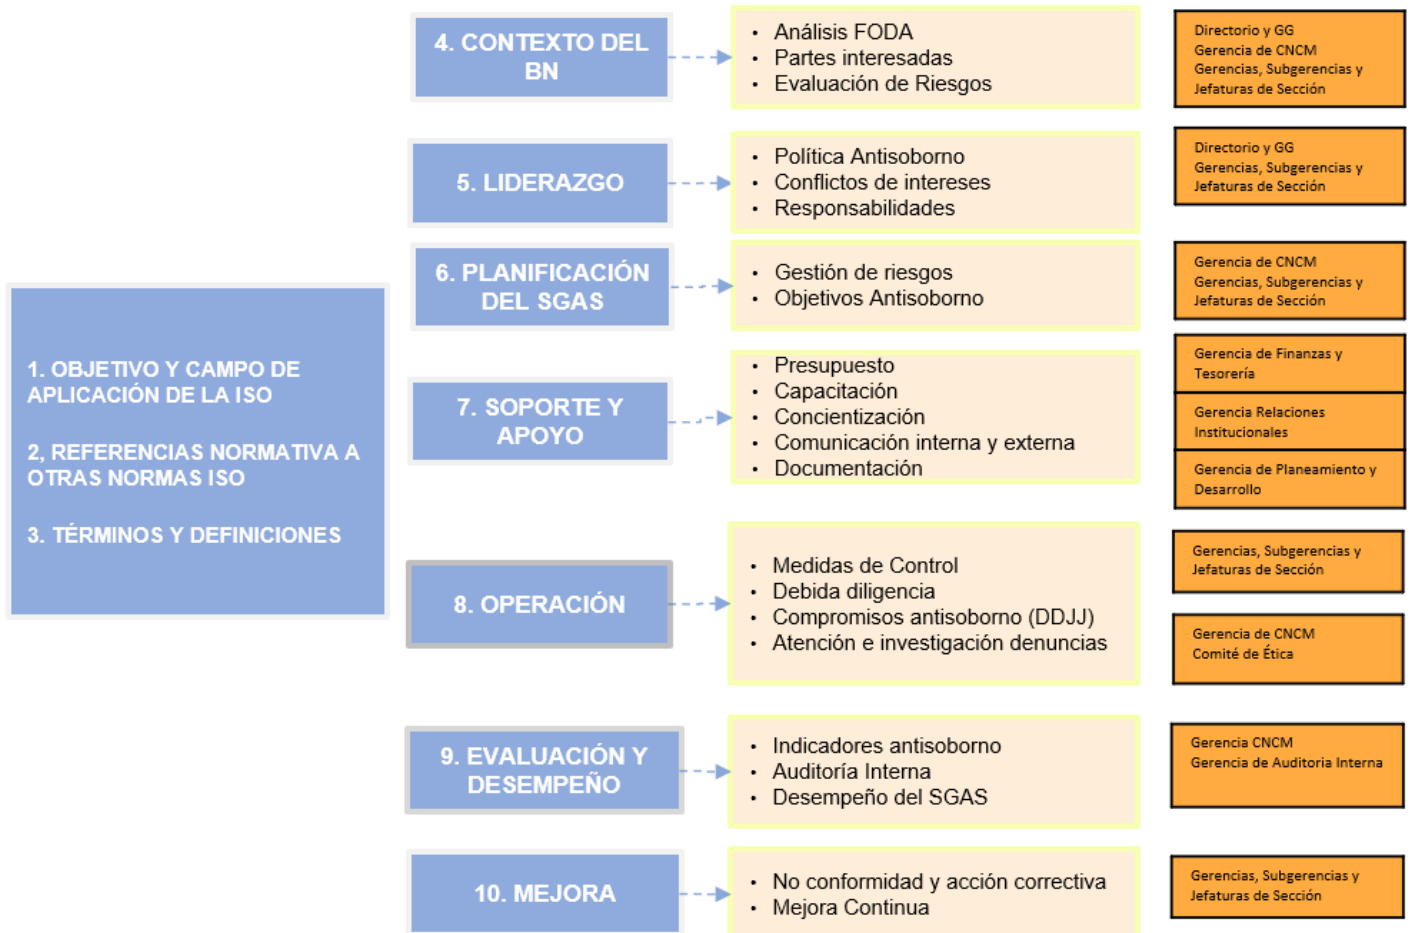 1. OBJETIVO Y CAMPO DE
APLICACIÓN DE LA ISO
2, REFERENCIAS NORMATIVA A
OTRAS NORMAS ISO
3. TÉRMINOS Y DEFINICIONES
4. CONTEXTO DEL
BN
• Análisis FODA
• Partes interesadas
• Evaluación de Riesgos
Directorio y GG
Gerencia de CNCM
Gerencias, Subgerencias y
Jefaturas de Sección
5. LIDERAZGO
• Política Antisoborno
• Conflictos de intereses
• Responsabilidades
Directorio y GG
Gerencias, Subgerencias y
Jefaturas de Sección
6. PLANIFICACIÓN
DEL SGAS
• Gestión de riesgos
• Objetivos Antisoborno
Gerencia de CNCM
Gerencias, Subgerencias y
Jefaturas de Sección
7. SOPORTE Y
APOYO
• Presupuesto
• Capacitación
• Concientización
• Comunicación interna y externa
• Documentación
Gerencia de Finanzas y
Tesorería
Gerencia Relaciones
Institucionales
Gerencia de Planeamiento y
Desarrollo
8. OPERACIÓN
• Medidas de Control
• Debida diligencia
• Compromisos antisoborno (DDJJ)
• Atención e investigación denuncias
Gerencias, Subgerencias y
Jefaturas de Sección
Gerencia de CNCM
Comité de Ética
9. EVALUACIÓN Y
DESEMPEÑO
• Indicadores antisoborno
• Auditoría Interna
• Desempeño del SGAS
Gerencia CNCM
Gerencia de Auditoria Interna
10. MEJORA
• No conformidad y acción correctiva
• Mejora Continua
Gerencias, Subgerencias y
Jefaturas de Sección